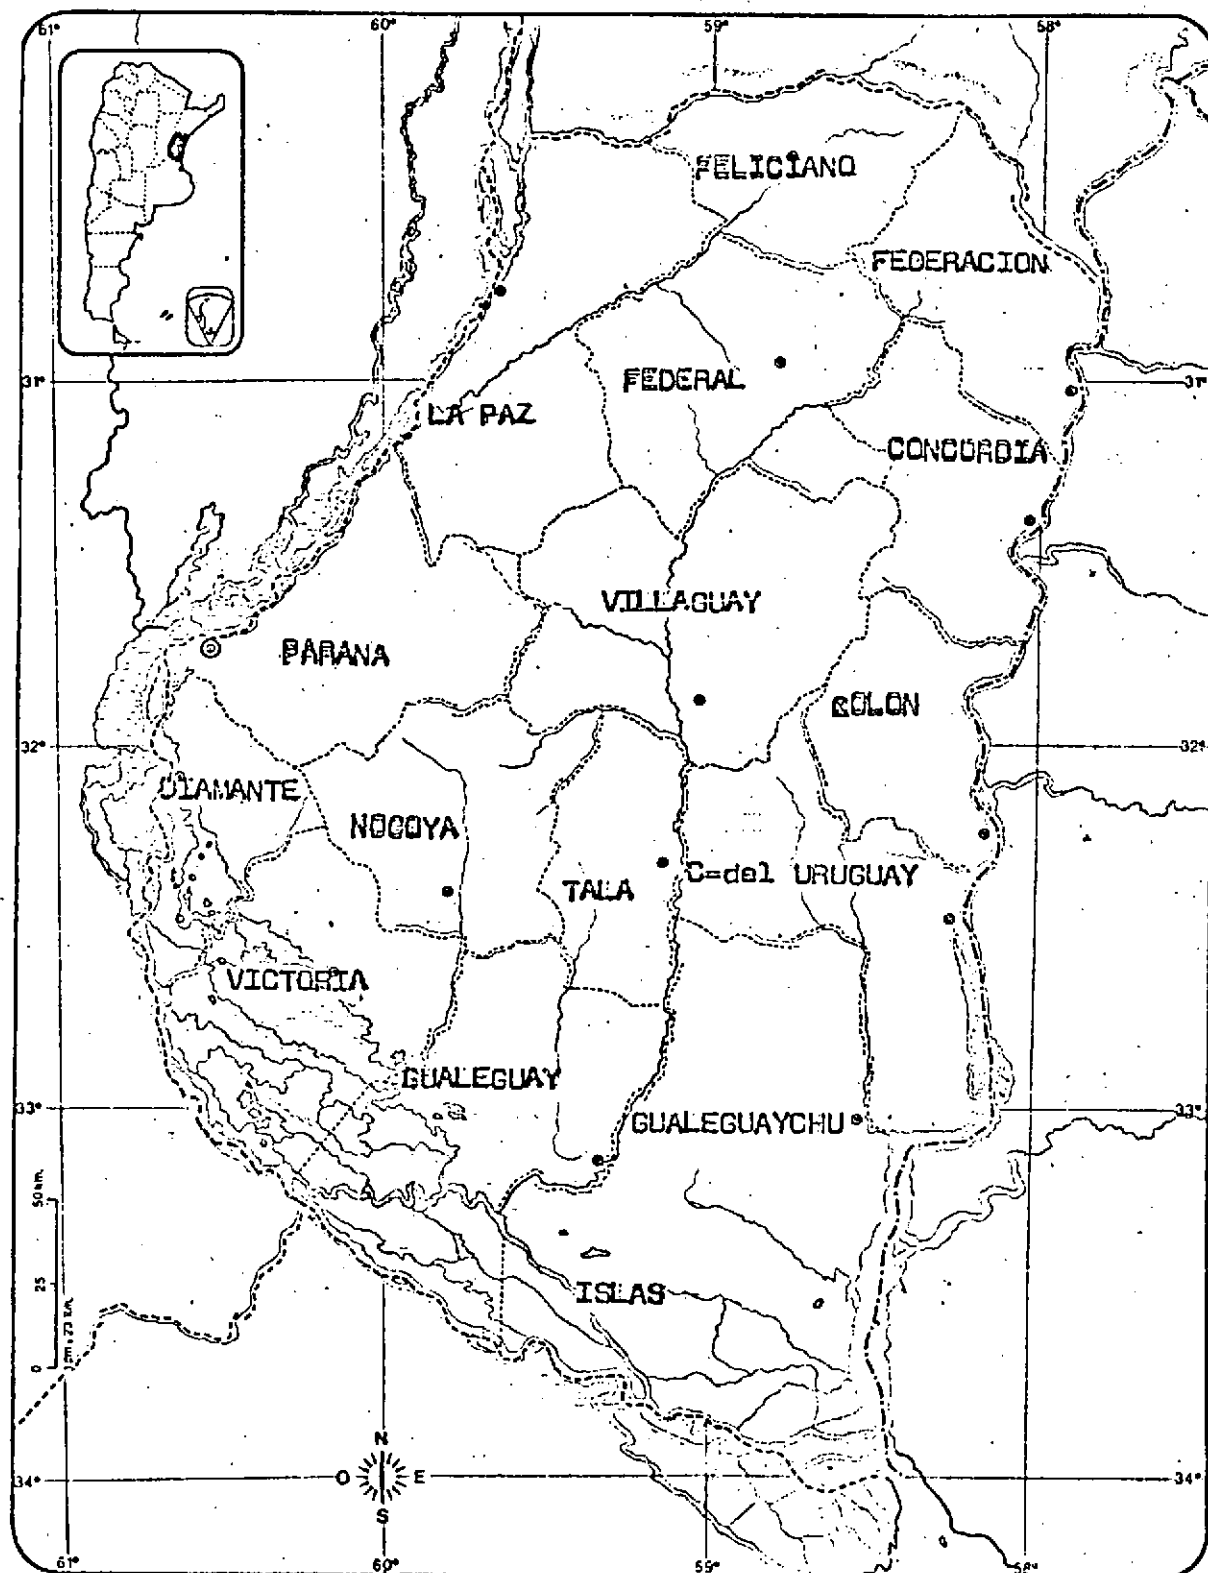 61°
60°
59°
58°
FELICIANO
FEDERACION
31°
31°
FEDERAL
LA PAZ
CONCORDIA
VILLAGUAY
PARANA
COLON
32°
32°
DIAMANTE
NOGOYA
TALA
C=del URUGUAY
VICTORIA
GUALEGUAY
33°
33°
GUALEGUAYCHU
50 km.
25
0
ISLAS
N
34°
O
E
34°
S
61°
60°
59°
58°